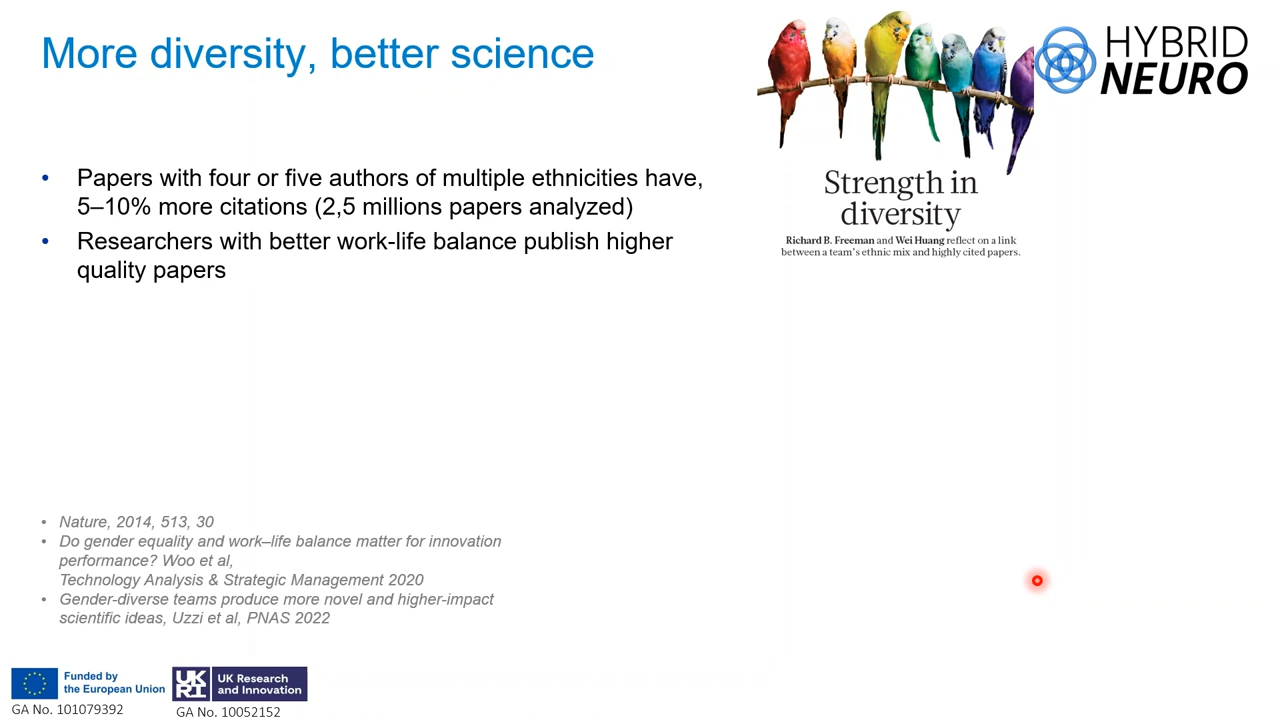 More diversity, better science
HYBRID
NEURO
Strength in
diversity
Richard B. Freeman and Wei Huang reflect on a link
between a team's ethnic mix and highly cited papers.
• Papers with four or five authors of multiple ethnicities have,
5–10% more citations (2,5 millions papers analyzed)
• Researchers with better work-life balance publish higher
quality papers
• Nature, 2014, 513, 30
• Do gender equality and work–life balance matter for innovation
performance? Woo et al,
Technology Analysis & Strategic Management 2020
• Gender-diverse teams produce more novel and higher-impact
scientific ideas, Uzzi et al, PNAS 2022
Funded by
the European Union
GA No. 101079392
UK
RI
UK Research
and Innovation
GA No. 10052152